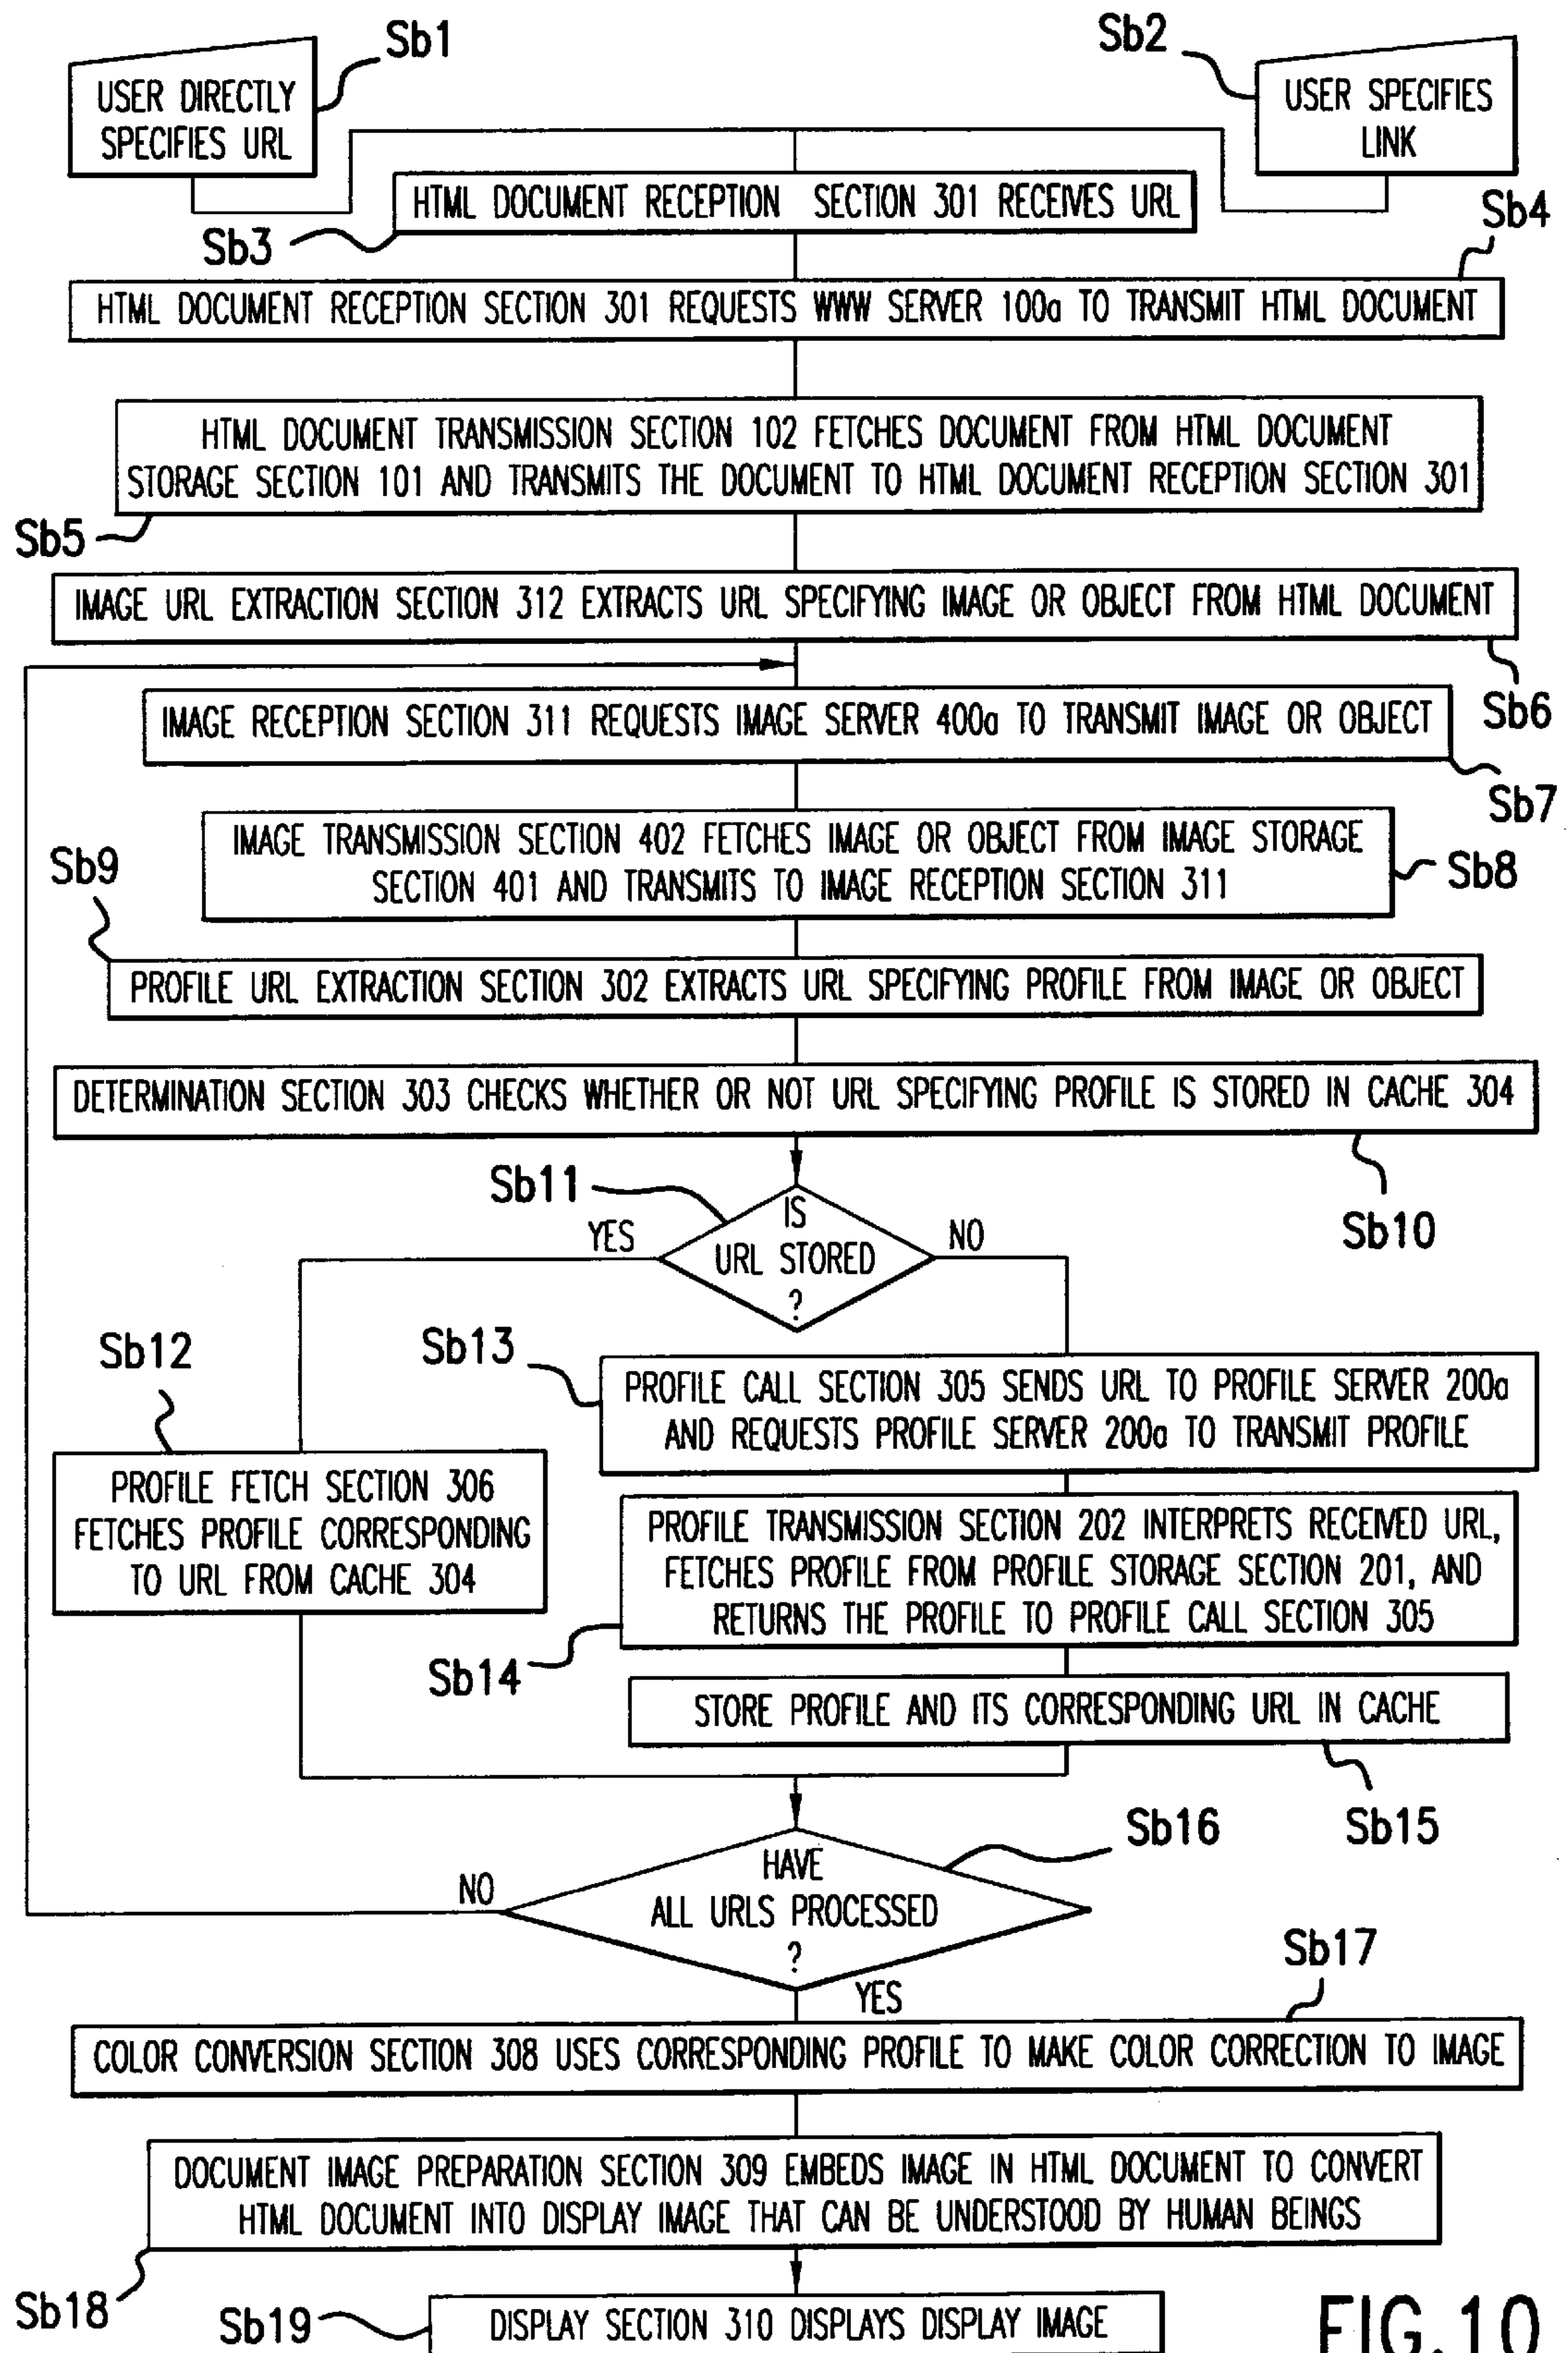 Sb1
Sb2
USER DIRECTLY
SPECIFIES URL
USER SPECIFIES
LINK
HTML DOCUMENT RECEPTION SECTION 301 RECEIVES URL
Sb3
Sb4
HTML DOCUMENT RECEPTION SECTION 301 REQUESTS WWW SERVER 100a TO TRANSMIT HTML DOCUMENT
HTML DOCUMENT TRANSMISSION SECTION 102 FETCHES DOCUMENT FROM HTML DOCUMENT
STORAGE SECTION 101 AND TRANSMITS THE DOCUMENT TO HTML DOCUMENT RECEPTION SECTION 301
Sb5
IMAGE URL EXTRACTION SECTION 312 EXTRACTS URL SPECIFYING IMAGE OR OBJECT FROM HTML DOCUMENT
Sb6
IMAGE RECEPTION SECTION 311 REQUESTS IMAGE SERVER 400a TO TRANSMIT IMAGE OR OBJECT
Sb7
IMAGE TRANSMISSION SECTION 402 FETCHES IMAGE OR OBJECT FROM IMAGE STORAGE
SECTION 401 AND TRANSMITS TO IMAGE RECEPTION SECTION 311
Sb8
Sb9
PROFILE URL EXTRACTION SECTION 302 EXTRACTS URL SPECIFYING PROFILE FROM IMAGE OR OBJECT
DETERMINATION SECTION 303 CHECKS WHETHER OR NOT URL SPECIFYING PROFILE IS STORED IN CACHE 304
Sb10
Sb11
IS
URL STORED
?
YES
NO
Sb12
Sb13
PROFILE CALL SECTION 305 SENDS URL TO PROFILE SERVER 200a
AND REQUESTS PROFILE SERVER 200a TO TRANSMIT PROFILE
PROFILE FETCH SECTION 306
FETCHES PROFILE CORRESPONDING
TO URL FROM CACHE 304
PROFILE TRANSMISSION SECTION 202 INTERPRETS RECEIVED URL,
FETCHES PROFILE FROM PROFILE STORAGE SECTION 201, AND
RETURNS THE PROFILE TO PROFILE CALL SECTION 305
Sb14
STORE PROFILE AND ITS CORRESPONDING URL IN CACHE
Sb15
Sb16
HAVE
ALL URLS PROCESSED
?
NO
YES
Sb17
COLOR CONVERSION SECTION 308 USES CORRESPONDING PROFILE TO MAKE COLOR CORRECTION TO IMAGE
DOCUMENT IMAGE PREPARATION SECTION 309 EMBEDS IMAGE IN HTML DOCUMENT TO CONVERT
HTML DOCUMENT INTO DISPLAY IMAGE THAT CAN BE UNDERSTOOD BY HUMAN BEINGS
Sb18
Sb19
DISPLAY SECTION 310 DISPLAYS DISPLAY IMAGE
FIG.10